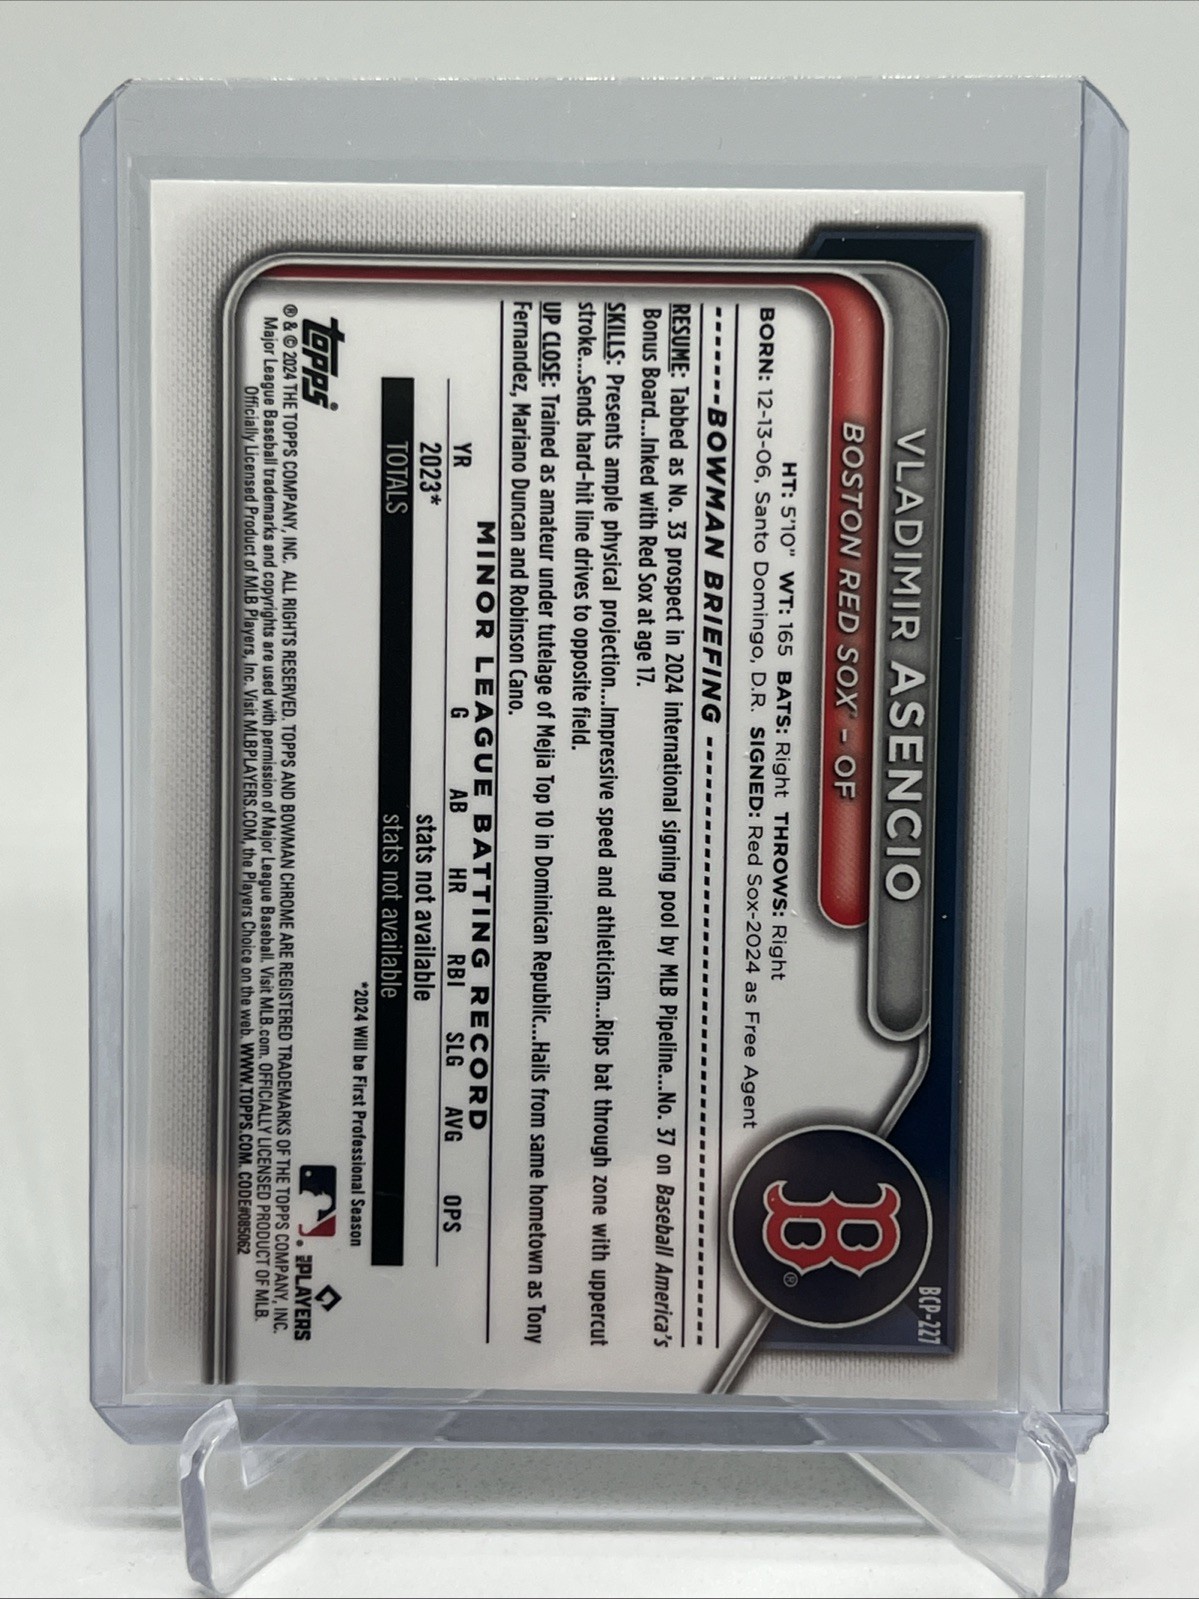 BCP-227
VLADIMIR ASENCIO
BOSTON RED SOX® - OF
HT: 5'10" WT: 165 BATS: Right THROWS: Right
BORN: 12-13-06, Santo Domingo, D.R. SIGNED: Red Sox-2024 as Free Agent
B®
BOWMAN BRIEFING
RESUME: Tabbed as No. 33 prospect in 2024 international signing pool by MLB Pipeline...No. 37 on Baseball America's
Bonus Board...Inked with Red Sox at age 17.
SKILLS: Presents ample physical projection...Impressive speed and athleticism...Rips bat through zone with uppercut
stroke...Sends hard-hit line drives to opposite field.
UP CLOSE: Trained as amateur under tutelage of Mejia Top 10 in Dominican Republic...Hails from same hometown as Tony
Fernandez, Mariano Duncan and Robinson Cano.
MINOR LEAGUE BATTING RECORD
YR G AB HR RBI SLG AVG OPS
2023* stats not available
TOTALS stats not available
*2024 Will be First Professional Season
topps®
MLB PLAYERS
® & © 2024 THE TOPPS COMPANY, INC. ALL RIGHTS RESERVED. TOPPS AND BOWMAN CHROME ARE REGISTERED TRADEMARKS OF THE TOPPS COMPANY, INC.
Major League Baseball trademarks and copyrights are used with permission of Major League Baseball. Visit MLB.com. OFFICIALLY LICENSED PRODUCT OF MLB.
Officially Licensed Product of MLB Players, Inc. Visit MLBPLAYERS.COM, the Players Choice on the web. WWW.TOPPS.COM. CODE#085062